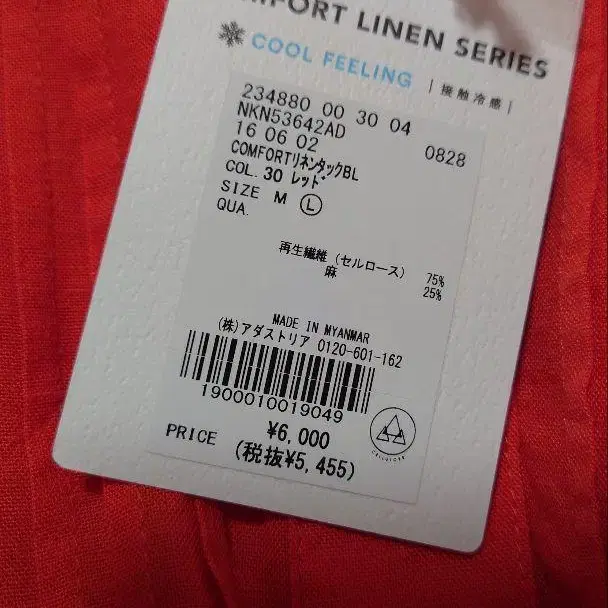 MFORT LINEN SERIES
COOL FEELING | 接触冷感 |
234880 00 30 04
NKN53642AD
16 06 02 0828
COMFORTリネンタックBL
COL. 30 レッド
SIZE M L
QUA.
再生繊維 (セルロース) 75%
麻 25%
MADE IN MYANMAR
(株)アダストリア 0120-601-162
1900010019049
PRICE ¥6,000
(税抜¥5,455)